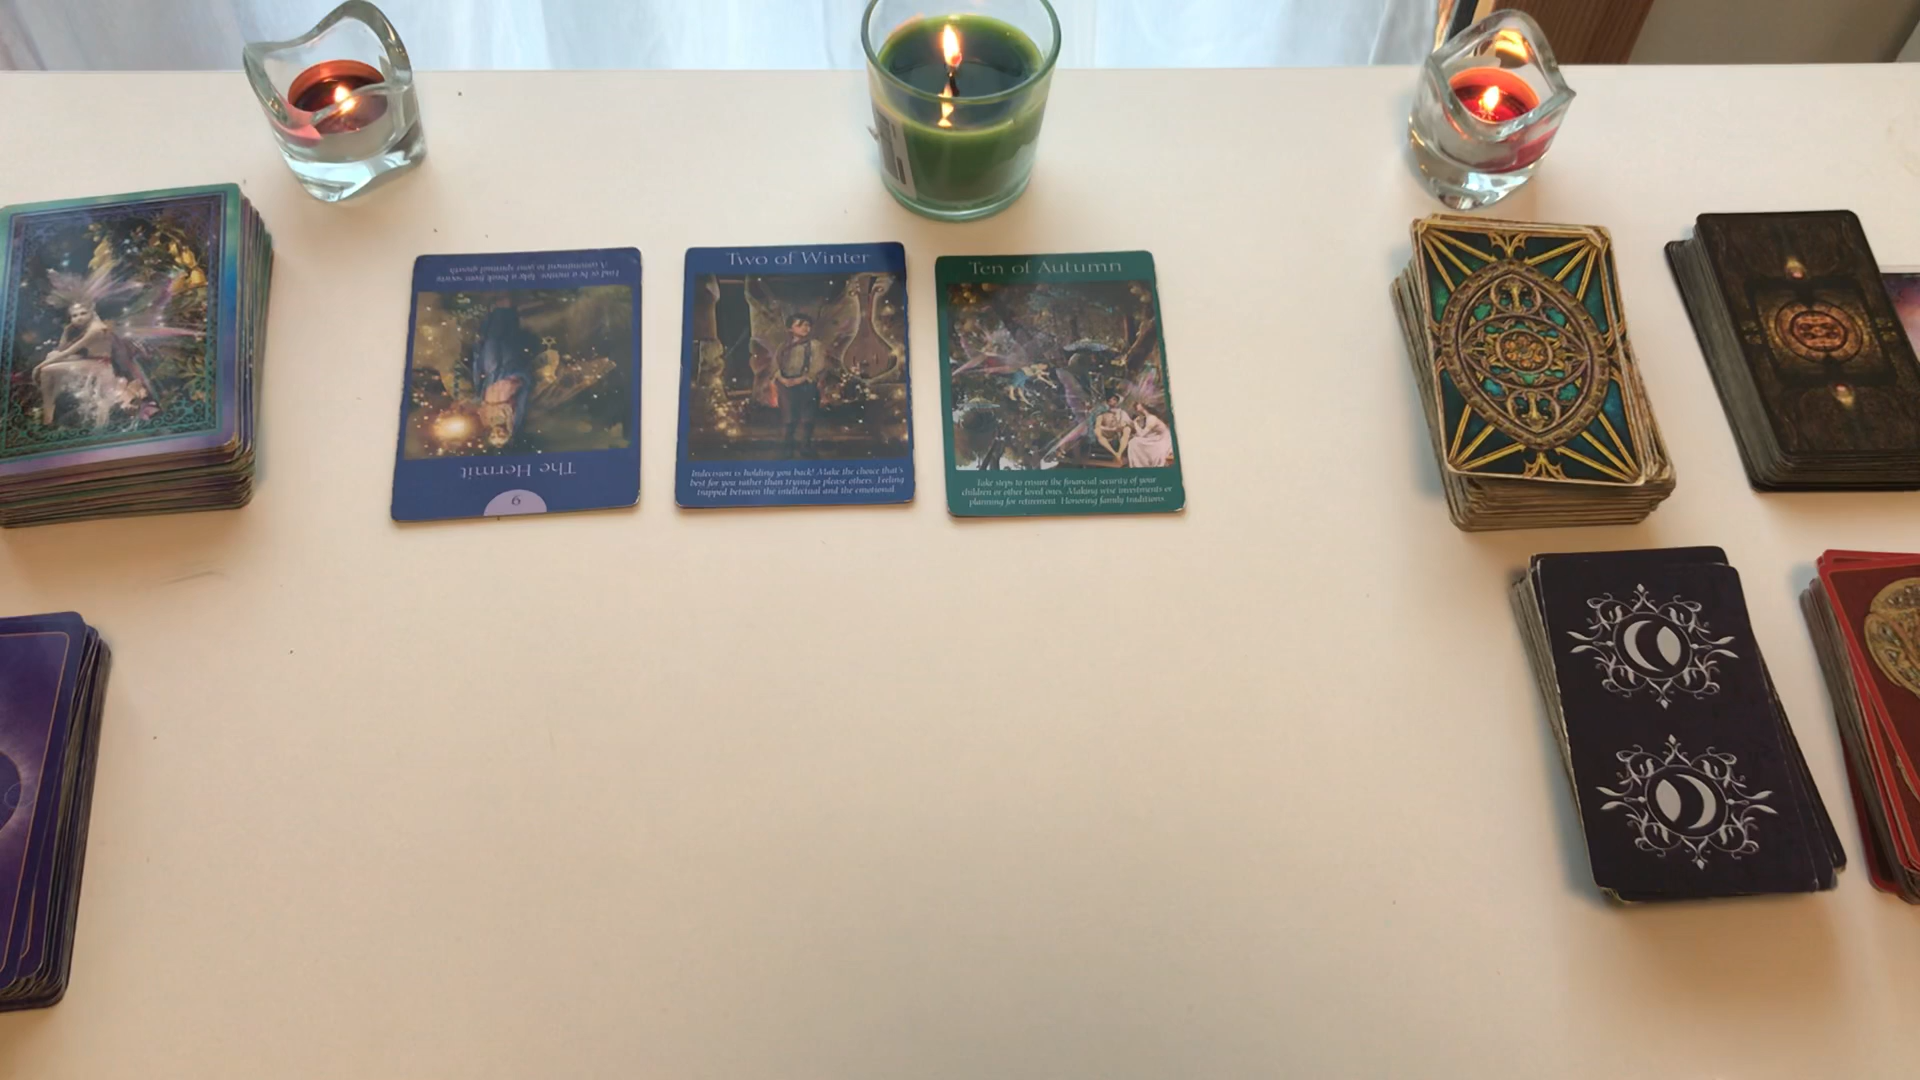 Find or be a mentor. Take a break from society.
A commitment to your spiritual growth.
The Hermit
9
Two of Winter
Indecision is holding you back! Make the choice that's
best for you rather than trying to please others. Feeling
trapped between the intellectual and the emotional.
Ten of Autumn
Take steps to ensure the financial security of your
children or other loved ones. Making wise investments or
planning for retirement. Honoring family traditions.